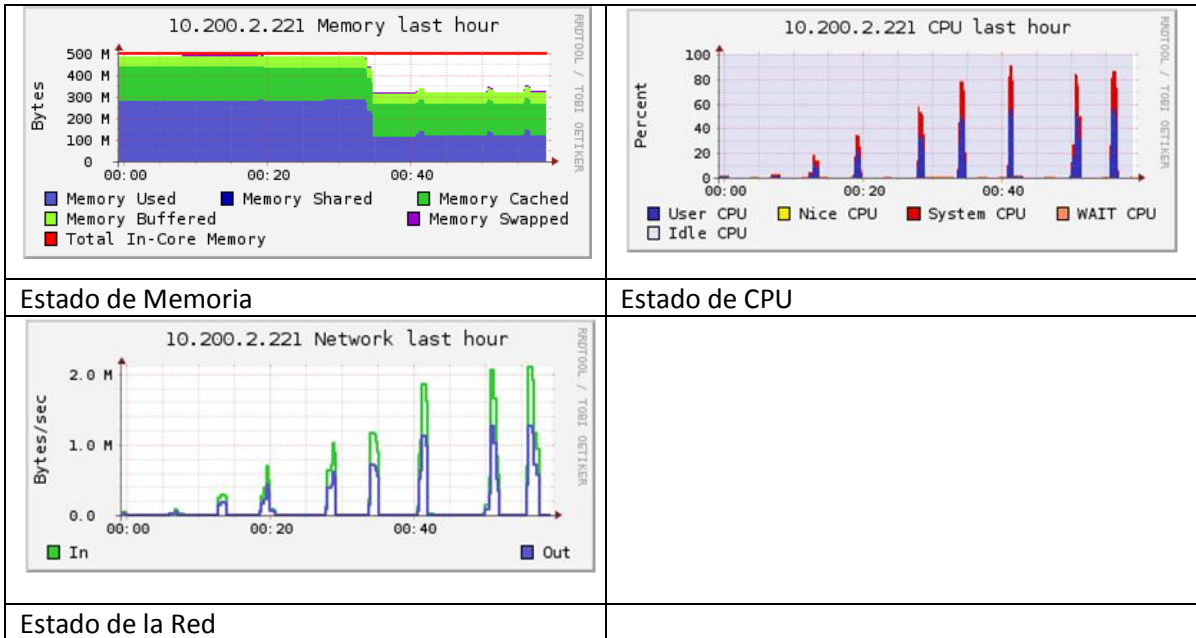 10.200.2.221 Memory last hour
RRDTOOL / TOBI OETIKER
Bytes
500 M
400 M
300 M
200 M
100 M
0
00:00 00:20 00:40
Memory Used Memory Shared Memory Cached
Memory Buffered Memory Swapped
Total In-Core Memory
10.200.2.221 CPU last hour
RRDTOOL / TOBI OETIKER
Percent
100
80
60
40
20
0
00:00 00:20 00:40
User CPU Nice CPU System CPU WAIT CPU
Idle CPU
Estado de Memoria
Estado de CPU
10.200.2.221 Network last hour
RRDTOOL / TOBI OETIKER
Bytes/sec
2.0 M
1.0 M
0.0
00:00 00:20 00:40
In Out
Estado de la Red